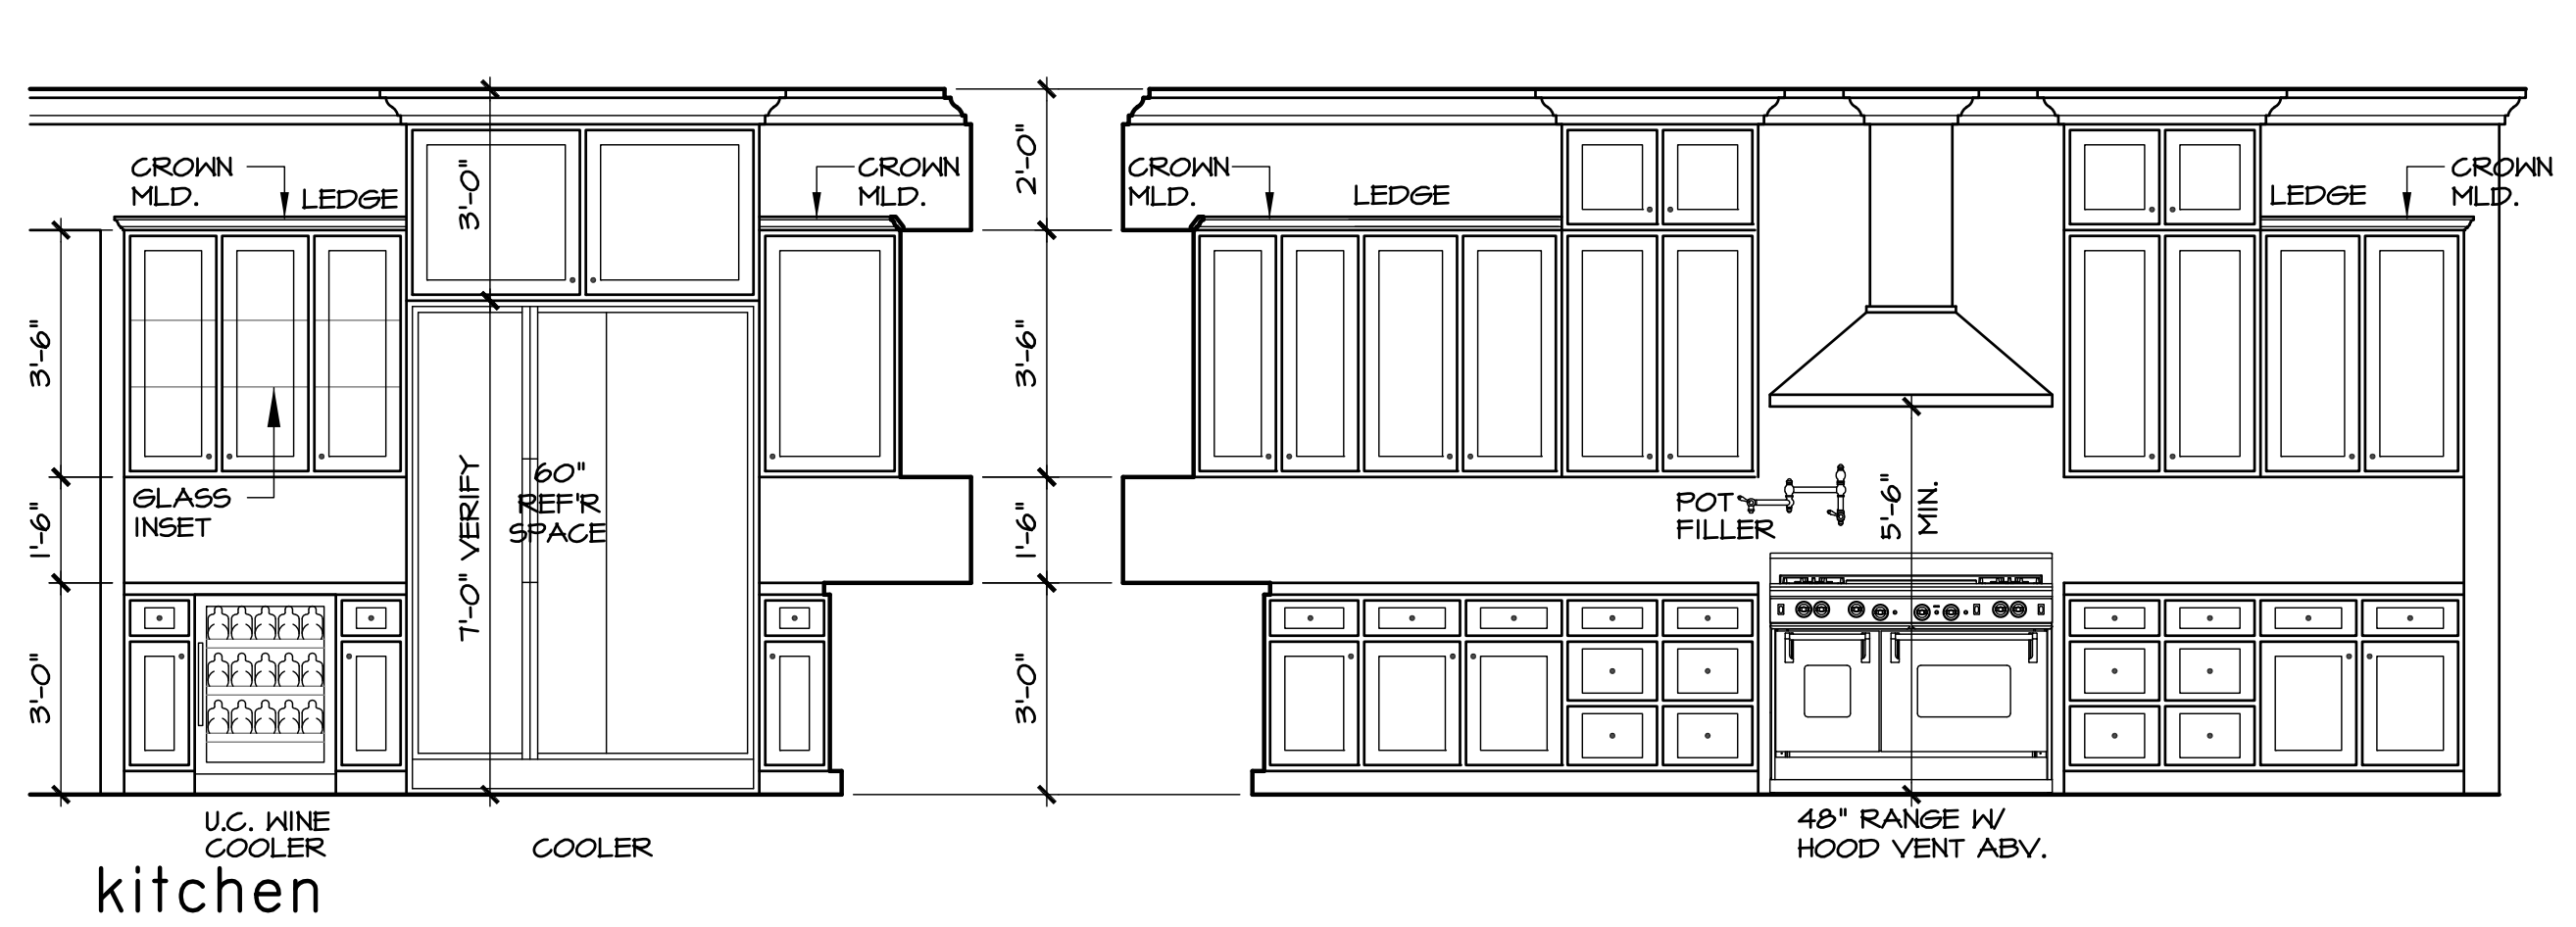 CROWN
MLD.
LEDGE
3'-0"
CROWN
MLD.
2'-0"
CROWN
MLD.
LEDGE
LEDGE
CROWN
MLD.
3'-6"
3'-6"
GLASS
INSET
1'-6"
7'-0" VERIFY
60"
REF'R
SPACE
1'-6"
POT
FILLER
5'-6"
MIN.
3'-0"
3'-0"
U.C. WINE
COOLER
COOLER
48" RANGE W/
HOOD VENT ABV.
kitchen